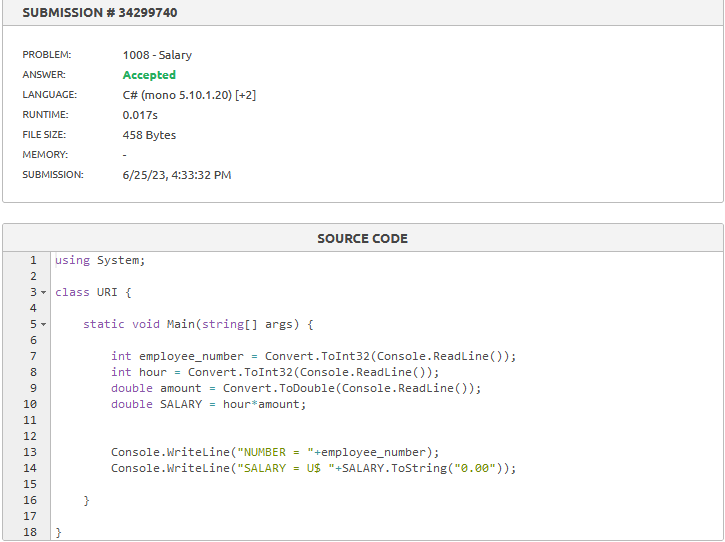 SUBMISSION # 34299740
PROBLEM: 1008 - Salary
ANSWER: Accepted
LANGUAGE: C# (mono 5.10.1.20) [+2]
RUNTIME: 0.017s
FILE SIZE: 458 Bytes
MEMORY: -
SUBMISSION: 6/25/23, 4:33:32 PM
SOURCE CODE
1 using System;
2
3 class URI {
4
5     static void Main(string[] args) {
6
7         int employee_number = Convert.ToInt32(Console.ReadLine());
8         int hour = Convert.ToInt32(Console.ReadLine());
9         double amount = Convert.ToDouble(Console.ReadLine());
10         double SALARY = hour*amount;
11
12
13         Console.WriteLine("NUMBER = "+employee_number);
14         Console.WriteLine("SALARY = U$ "+SALARY.ToString("0.00"));
15
16     }
17
18 }